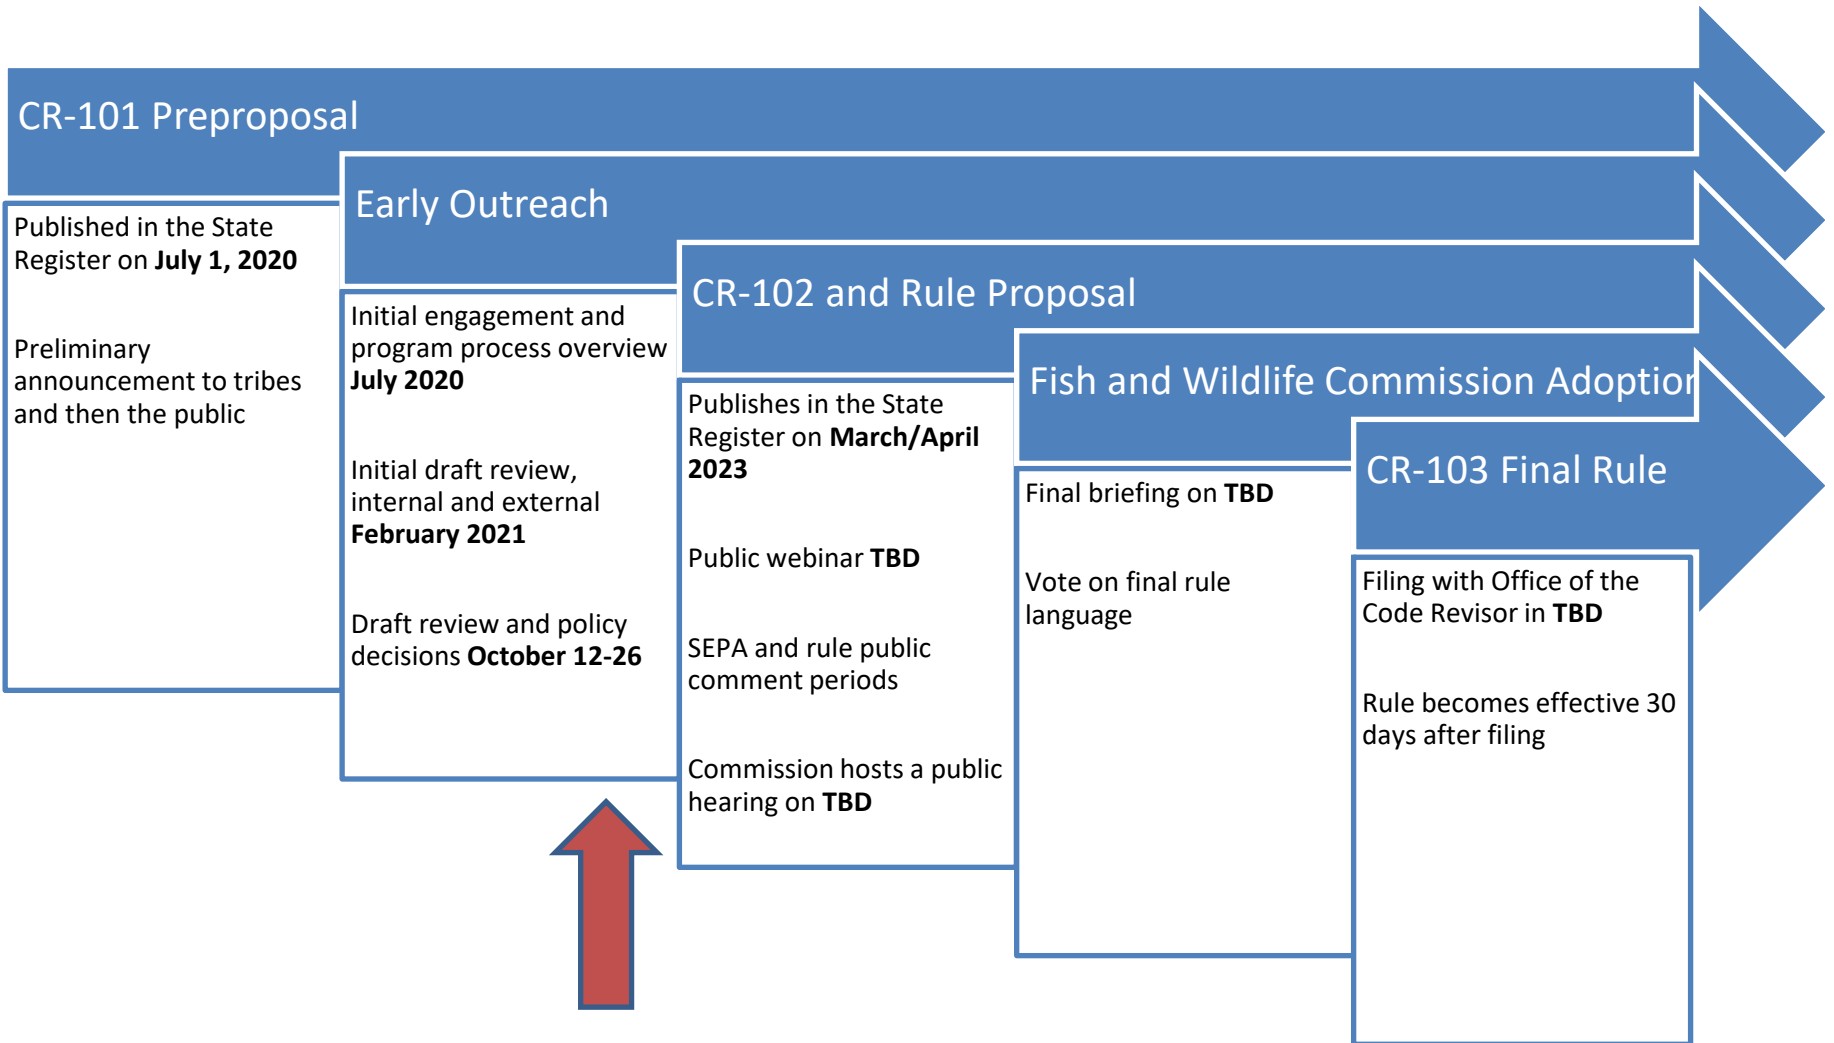 CR-101 Preproposal
Published in the State
Register on July 1, 2020
Preliminary
announcement to tribes
and then the public
Early Outreach
Initial engagement and
program process overview
July 2020
Initial draft review,
internal and external
February 2021
Draft review and policy
decisions October 12-26
CR-102 and Rule Proposal
Publishes in the State
Register on March/April
2023
Public webinar TBD
SEPA and rule public
comment periods
Commission hosts a public
hearing on TBD
Fish and Wildlife Commission Adoption
Final briefing on TBD
Vote on final rule
language
CR-103 Final Rule
Filing with Office of the
Code Revisor in TBD
Rule becomes effective 30
days after filing